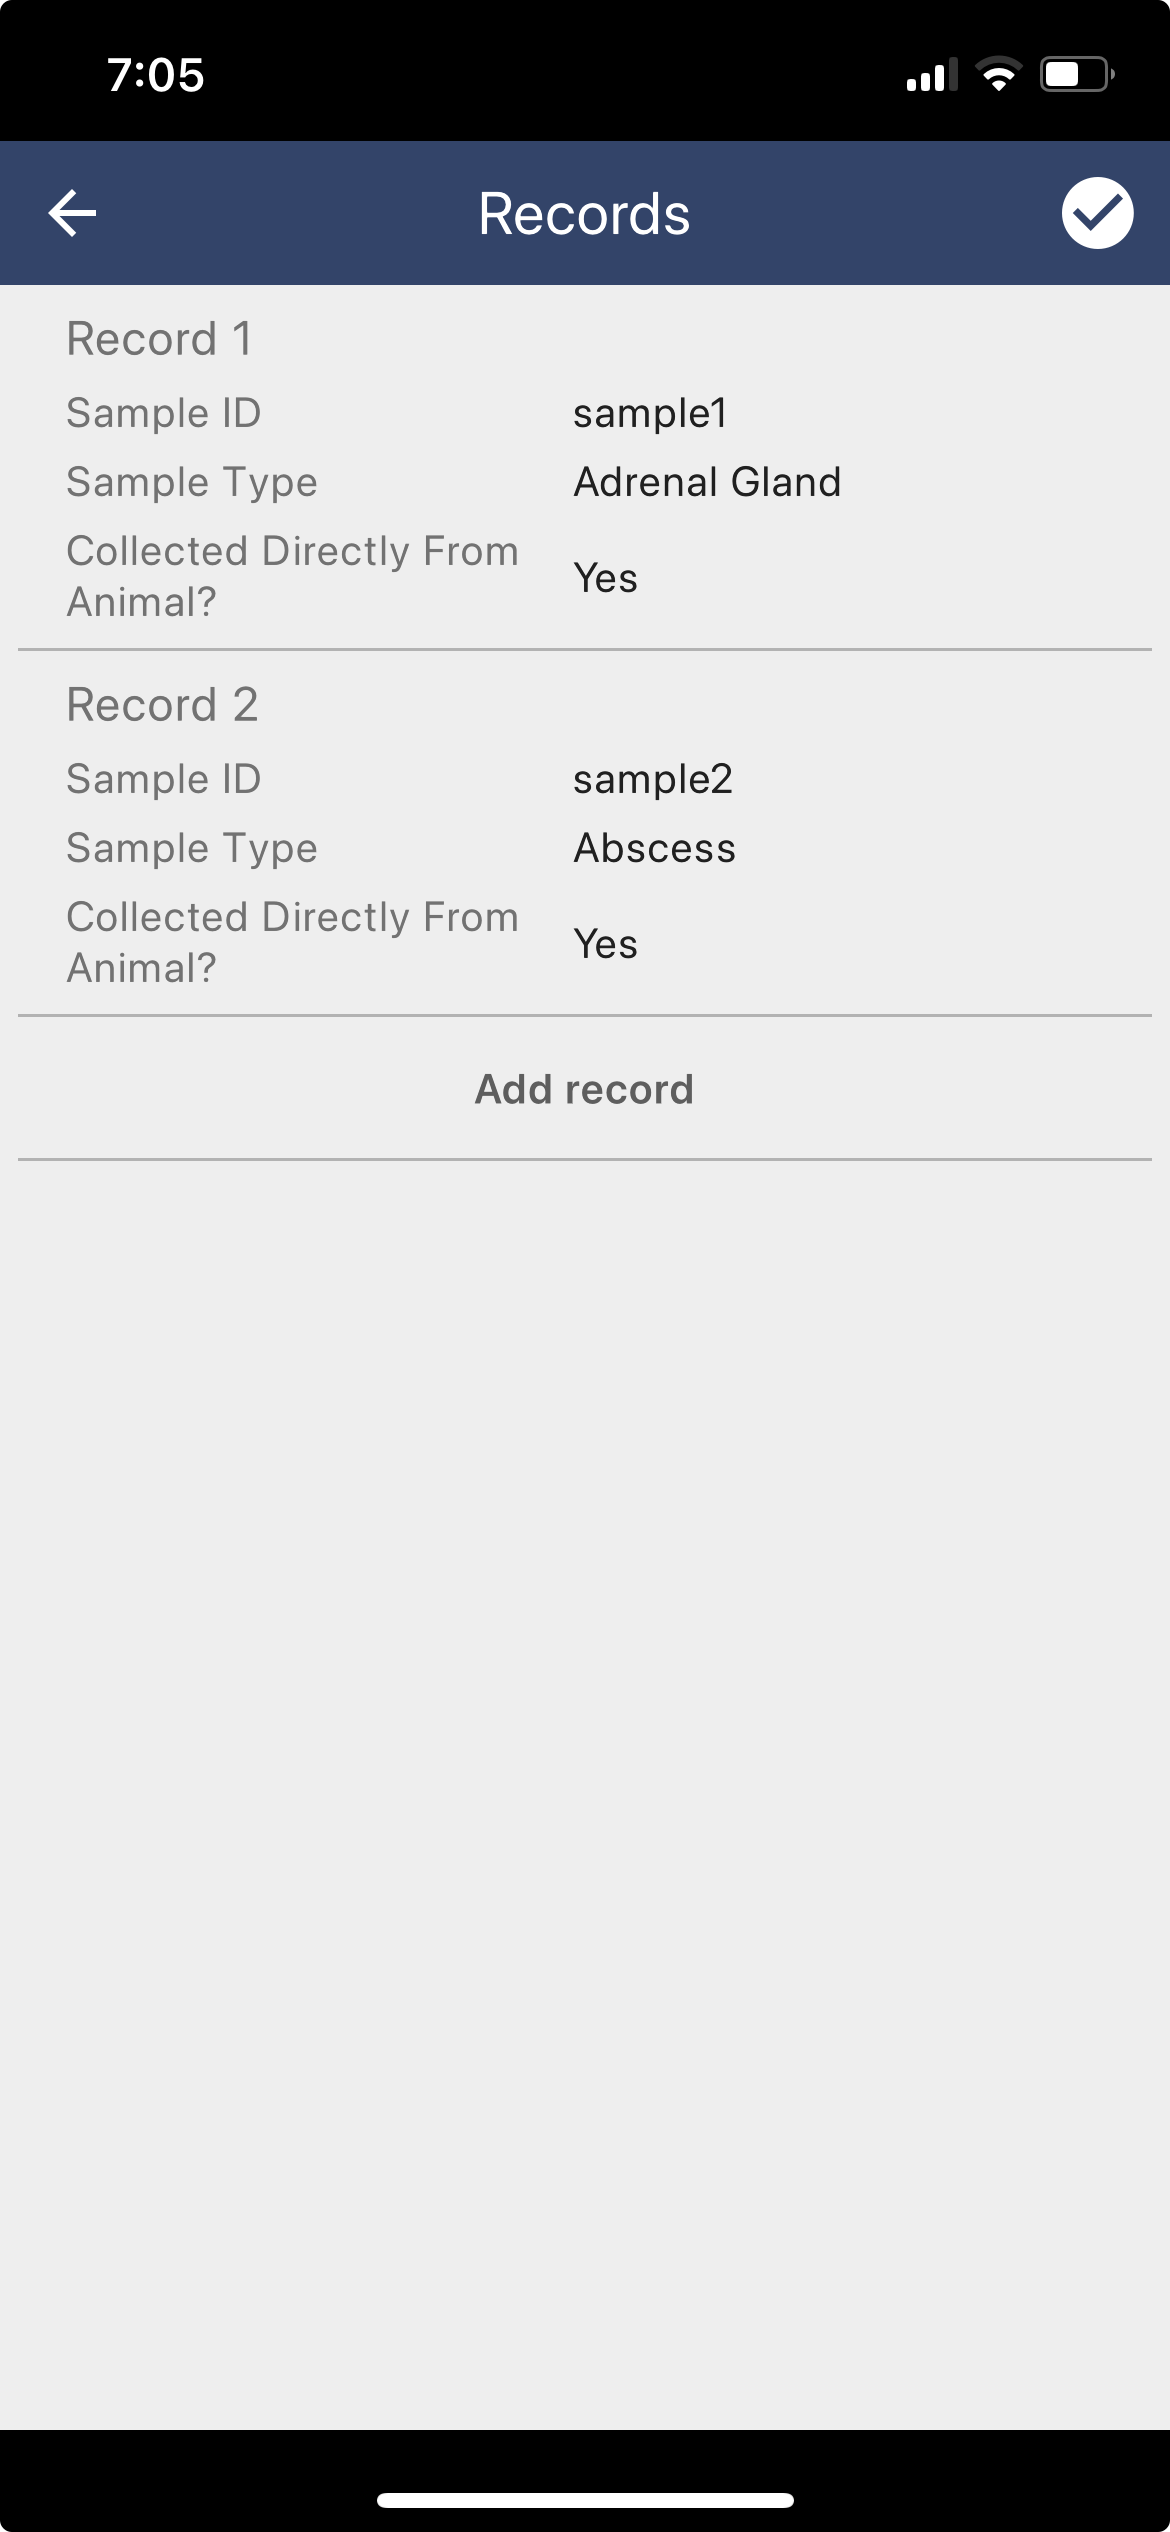 7:05
Records
Record 1
Sample ID sample1
Sample Type Adrenal Gland
Collected Directly From
Animal? Yes
Record 2
Sample ID sample2
Sample Type Abscess
Collected Directly From
Animal? Yes
Add record